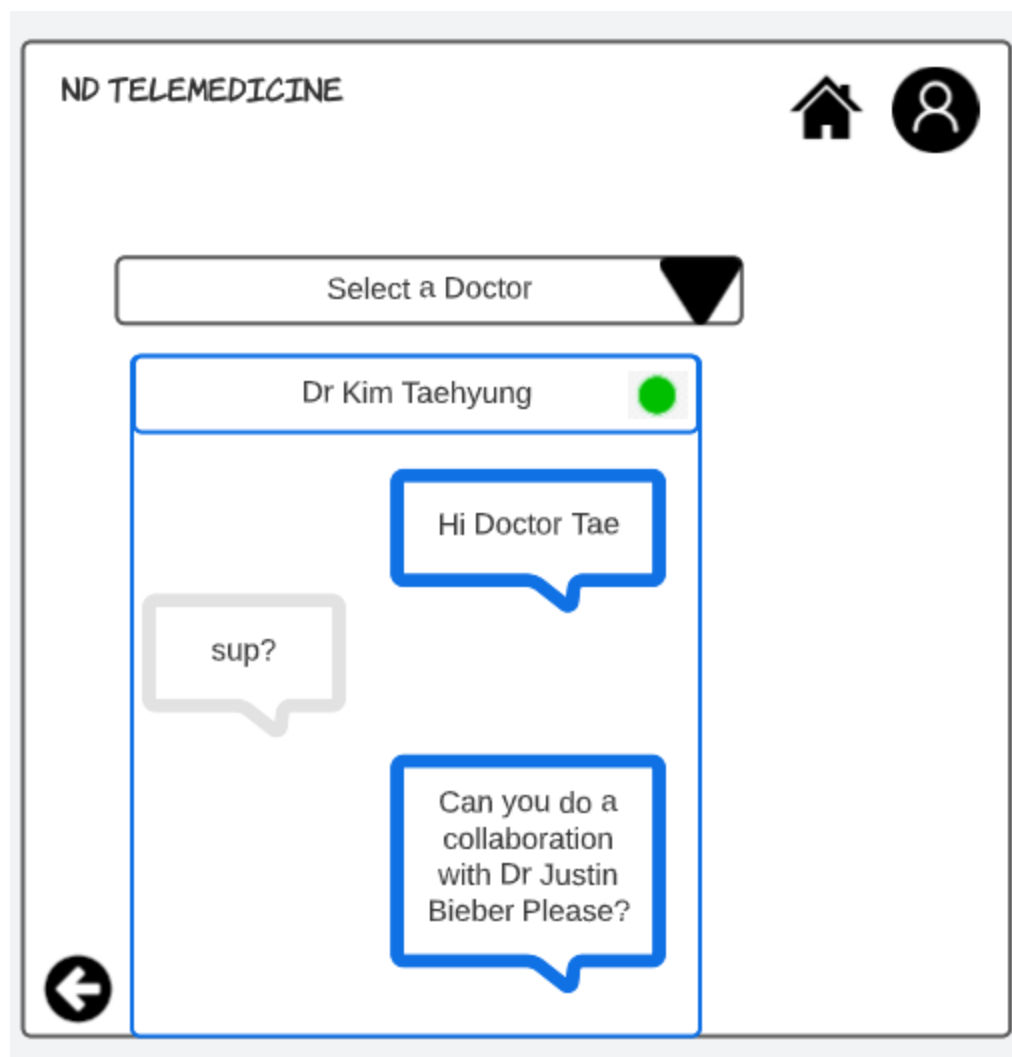 ND TELEMEDICINE
Select a Doctor
Dr Kim Taehyung
Hi Doctor Tae
sup?
Can you do a
collaboration
with Dr Justin
Bieber Please?